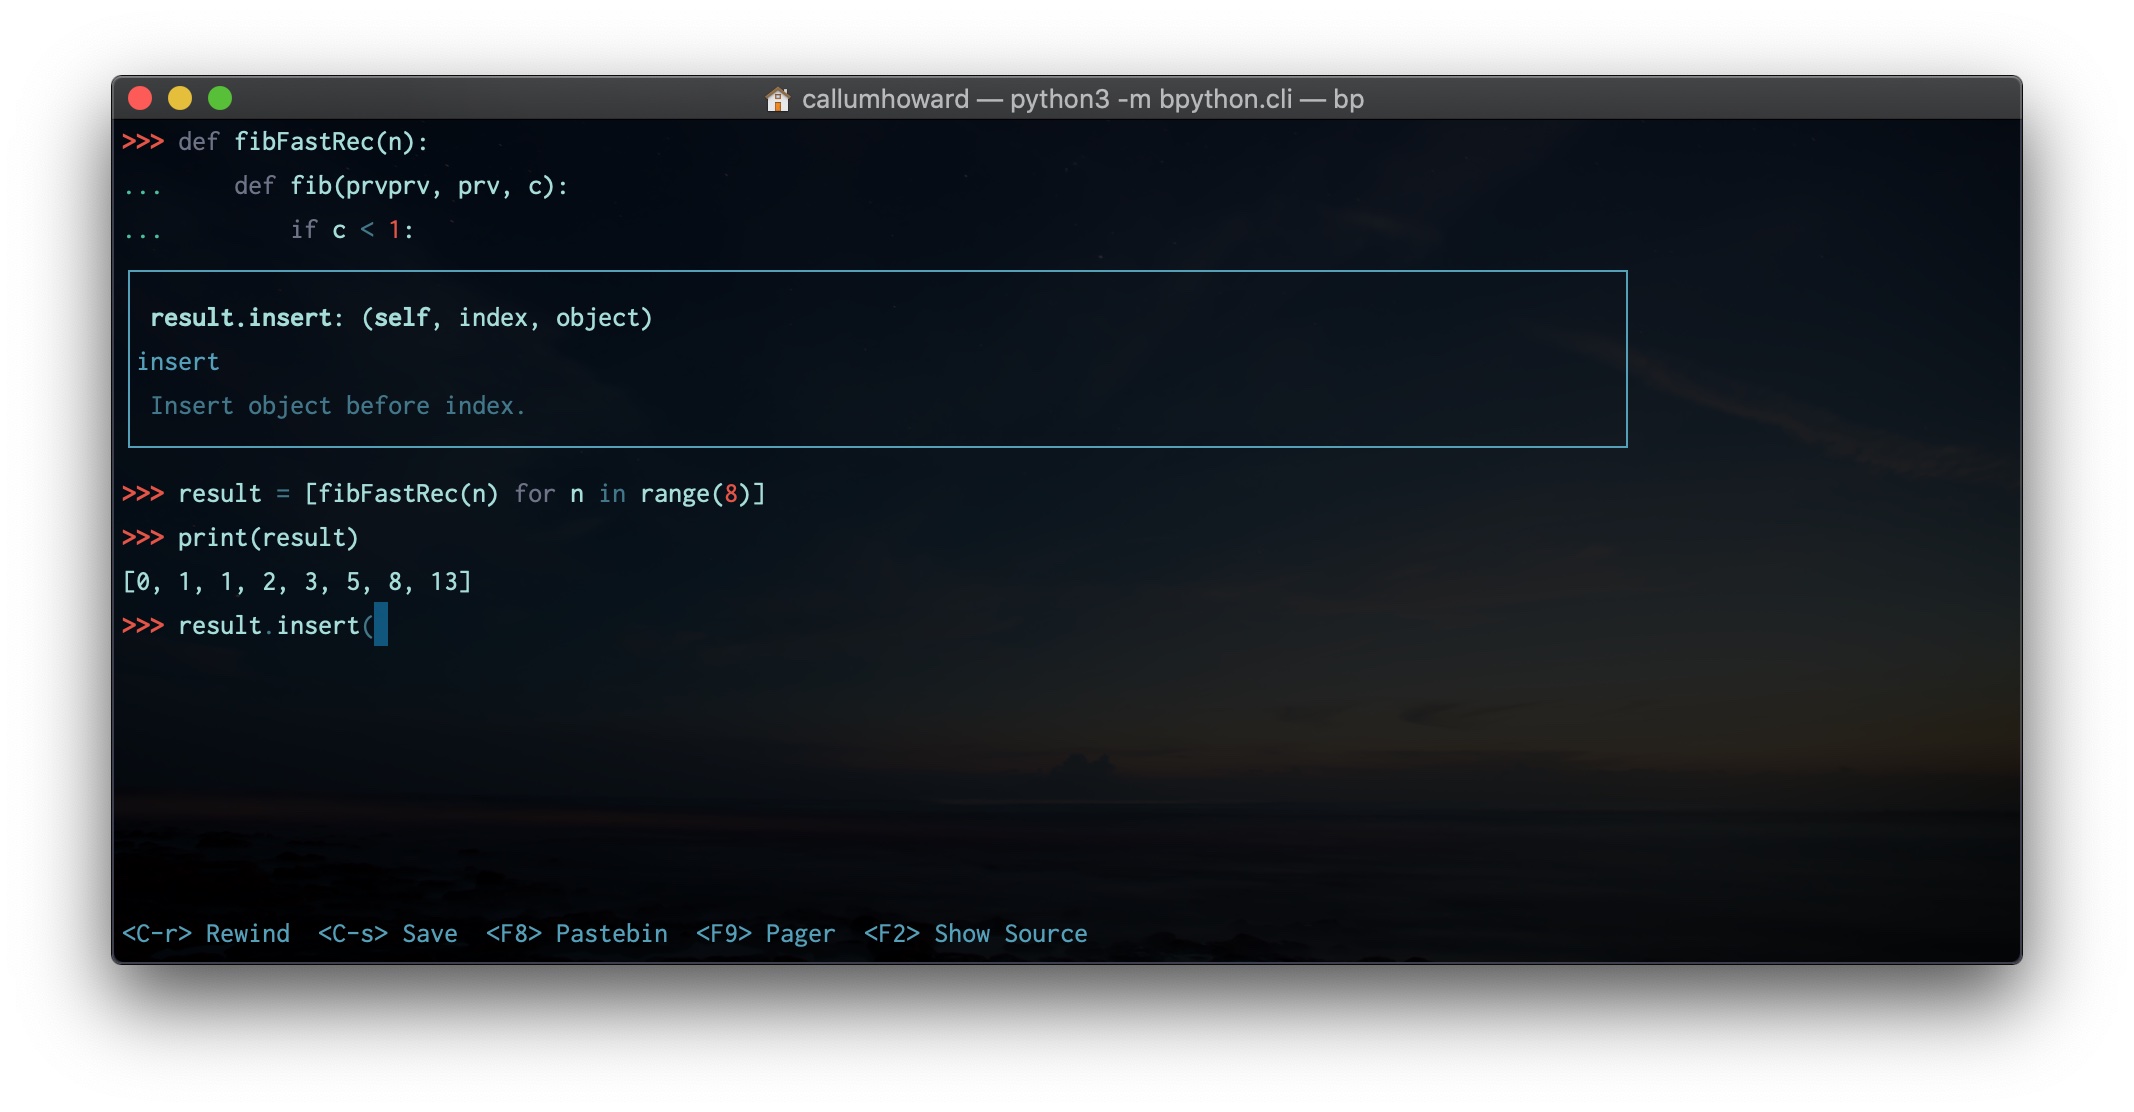 callumhoward — python3 -m bpython.cli — bp
>>> def fibFastRec(n):
...     def fib(prvprv, prv, c):
...         if c < 1:
result.insert: (self, index, object)
insert
Insert object before index.
>>> result = [fibFastRec(n) for n in range(8)]
>>> print(result)
[0, 1, 1, 2, 3, 5, 8, 13]
>>> result.insert(
<C-r> Rewind  <C-s> Save  <F8> Pastebin  <F9> Pager  <F2> Show Source